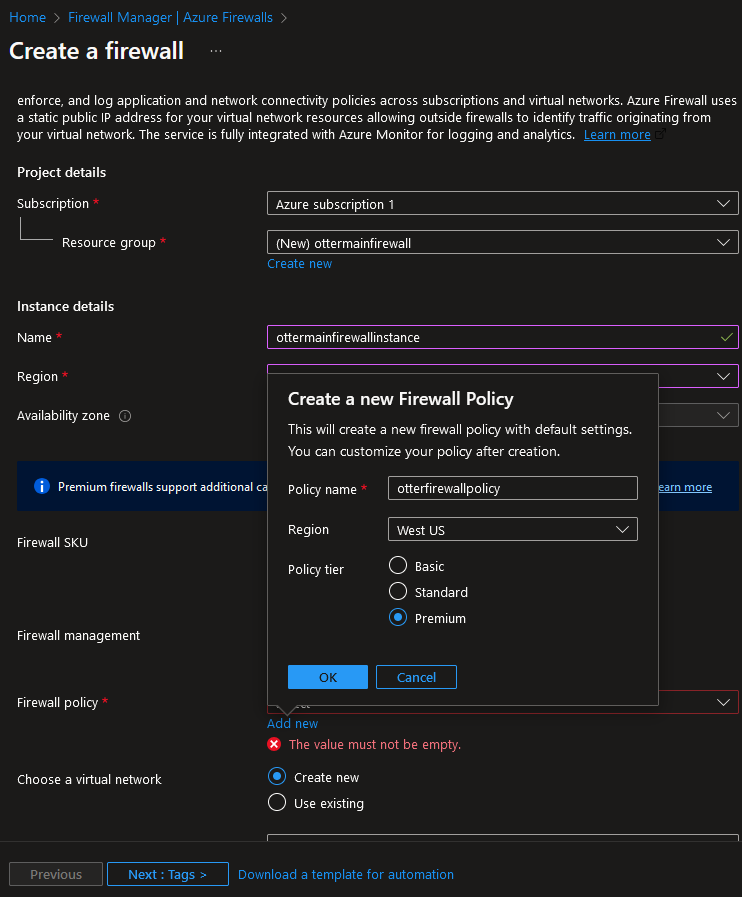 Home > Firewall Manager | Azure Firewalls >
Create a firewall ...
enforce, and log application and network connectivity policies across subscriptions and virtual networks. Azure Firewall uses
a static public IP address for your virtual network resources allowing outside firewalls to identify traffic originating from
your virtual network. The service is fully integrated with Azure Monitor for logging and analytics. Learn more
Project details
Subscription *
Azure subscription 1
Resource group *
(New) ottermainfirewall
Create new
Instance details
Name *
ottermainfirewallinstance
Region *
Availability zone
Create a new Firewall Policy
This will create a new firewall policy with default settings.
You can customize your policy after creation.
Policy name *
otterfirewallpolicy
Region
West US
Policy tier
Basic
Standard
Premium
OK
Cancel
Premium firewalls support additional
more
Firewall SKU
Firewall management
Firewall policy *
Add new
The value must not be empty.
Choose a virtual network
Create new
Use existing
Previous
Next : Tags >
Download a template for automation